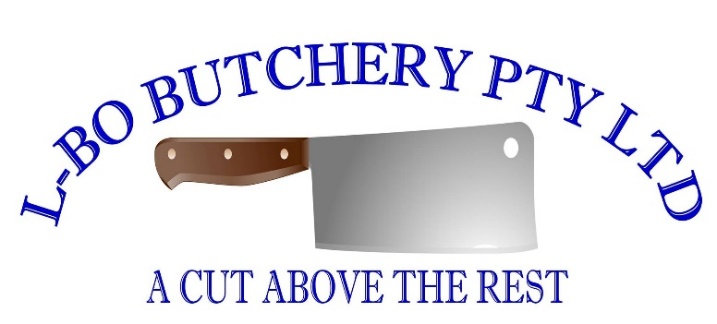 L-BO BUTCHERY PTY LTD
A CUT ABOVE THE REST